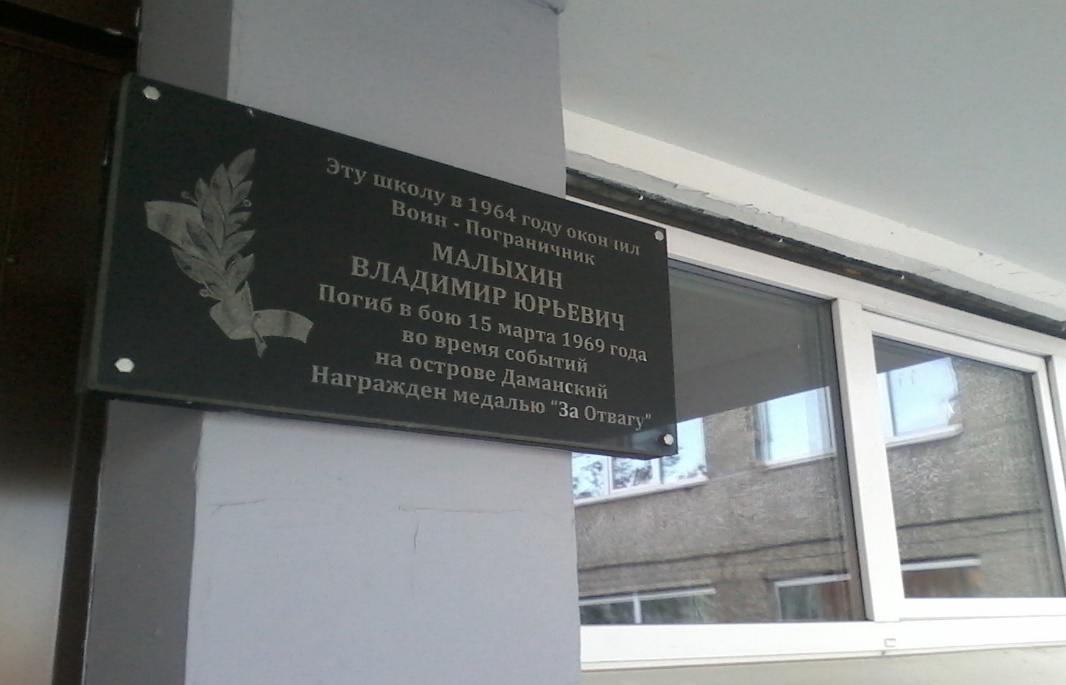 Эту школу в 1964 году окончил
Воин - Пограничник
МАЛЫХИН
ВЛАДИМИР ЮРЬЕВИЧ
Погиб в бою 15 марта 1969 года
во время событий
на острове Даманский
Награжден медалью "За Отвагу"